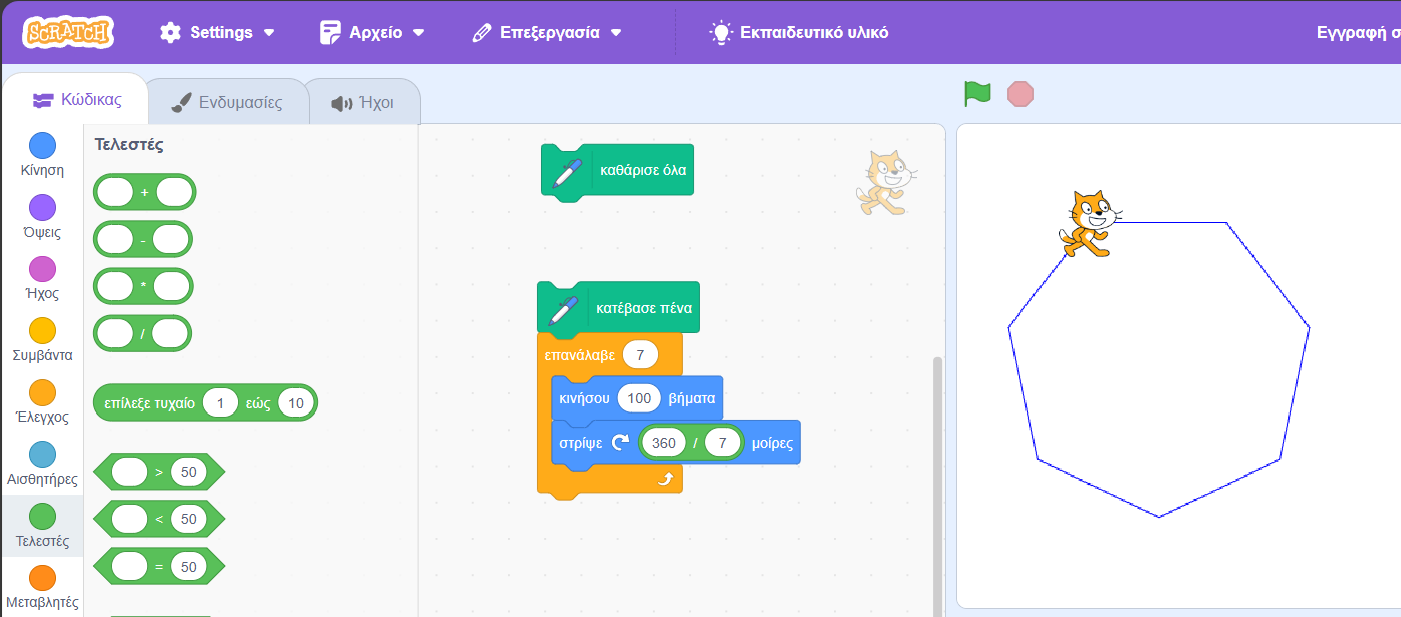 SCRATCH
Settings
Αρχείο
Επεξεργασία
Εκπαιδευτικό υλικό
Εγγραφή σ
Κώδικας
Ενδυμασίες
Ήχοι
Κίνηση
Όψεις
Ήχος
Συμβάντα
Έλεγχος
Αισθητήρες
Τελεστές
Μεταβλητές
Τελεστές
+
-
*
/
επίλεξε τυχαίο 1 εώς 10
> 50
< 50
= 50
καθάρισε όλα
κατέβασε πένα
επανάλαβε 7
κινήσου 100 βήματα
στρίψε 360 / 7 μοίρες